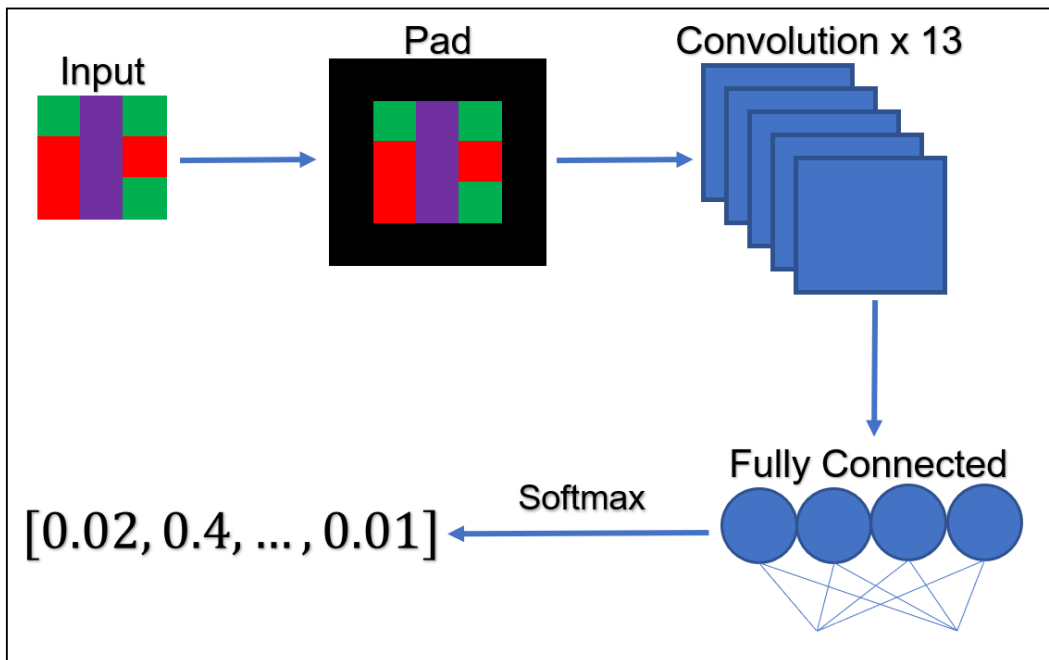 Input
Pad
Convolution x 13
Fully Connected
Softmax
[0.02, 0.4, … , 0.01]